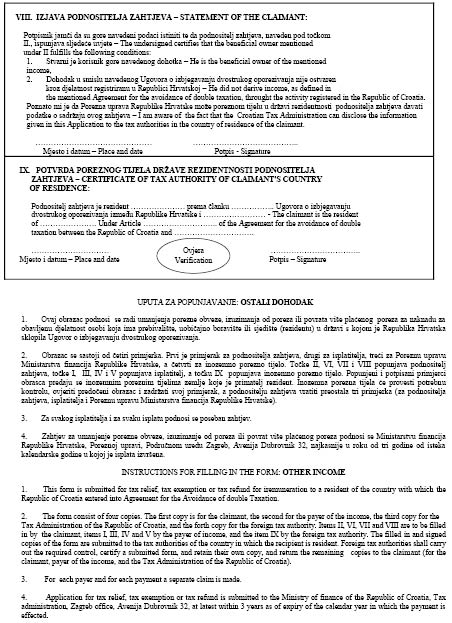 VIII. IZJAVA PODNOSITELJA ZAHTJEVA – STATEMENT OF THE CLAIMANT:
Potpisnik jamči da su gore navedeni podaci istiniti te da podnositelj zahtjeva, naveden pod točkom
II., ispunjava sljedeće uvjete – The undersigned certifies that the beneficial owner mentioned
under II fulfills the following conditions:
1. Stvarni je korisnik gore navedenog dohotka – He is the beneficial owner of the mentioned
income,
2. Dohodak u smislu navedenog Ugovora o izbjegavanju dvostrukog oporezivanja nije ostvaren
kroz djelatnost registriranu u Republici Hrvatskoj – He did not derive income, as defined in
the mentioned Agreement for the avoidance of double taxation, throught the activity registered in the Republic of Croatia.
Poznato mi je da Porezna uprava Republike Hrvatske može poreznom tijelu u državi rezidentnosti podnositelja zahtjeva davati
podatke o sadržaju ovog zahtjeva – I am aware of the fact that the Croatian Tax Administration can disclose the information
given in this Application to the tax authorities in the country of residence of the claimant.
……………………………… …………………………..
Mjesto i datum – Place and date Potpis - Signature
IX. POTVRDA POREZNOG TIJELA DRŽAVE REZIDENTNOSTI PODNOSITELJA
ZAHTJEVA – CERTIFICATE OF TAX AUTHORITY OF CLAIMANT'S COUNTRY
OF RESIDENCE:
Podnositelj zahtjeva je rezident ………………… prema članku …………….. Ugovora o izbjegavanju
dvostrukog oporezivanja između Republike Hrvatske i …………………… - The claimant is the resident
of …………………. Under Article ……………………….. of the Agreement for the avoidance of double
taxation between the Republic of Croatia and ………………………….
Ovjera
Verification
Mjesto i datum – Place and date Potpis – Signature
UPUTA ZA POPUNJAVANJE: OSTALI DOHODAK
1. Ovaj obrazac podnosi se radi umanjenja porezne obveze, izuzimanja od poreza ili povrata više plaćenog poreza za naknadu za
obavljenu djelatnost osobi koja ima prebivalište, uobičajeno boravište ili sjedište (rezidentu) u državi s kojom je Republika Hrvatska
sklopila Ugovor o izbjegavanju dvostrukog oporezivanja.
2. Obrazac se sastoji od četiri primjerka. Prvi je primjerak za podnositelja zahtjeva, drugi za isplatitelja, treći za Poreznu upravu
Ministarstva financija Republike Hrvatske, a četvrti za inozemno porezno tijelo. Točke II, VI, VII i VIII popunjava podnositelj
zahtjeva, točke I, III, IV i V popunjava isplatitelj, a točku IX popunjava inozemno porezno tijelo. Popunjeni i potpisani primjerci
obrasca predaju se inozemnim poreznim tijelima zemlje koje je primatelj rezident. Inozemna porezna tijela će provesti potrebnu
kontrolu, ovjeriti predočeni obrazac i zadržati svoj primjerak, a podnositelju zahtjeva vratiti preostala tri primjerka (za podnositelja
zahtjeva, isplatitelja i Poreznu upravu Ministarstva financija Republike Hrvatske).
3. Za svakog isplatitelja i za svaku isplatu podnosi se poseban zahtjev.
4. Zahtjev za umanjenje porezne obveze, izuzimanje od poreza ili povrat više plaćenog poreza podnosi se Ministarstvu financija
Republike Hrvatske, Poreznoj upravi, Područnom uredu Zagreb, Avenija Dubrovnik 32, najkasnije u roku od tri godine od isteka
kalendarske godine u kojoj je isplata izvršena.
INSTRUCTIONS FOR FILLING IN THE FORM: OTHER INCOME
1. This form is submitted for tax relief, tax exemption or tax refund for iremuneration to a resident of the country with which the
Republic of Croatia entered into Agreement for the Avoidance of double Taxation.
2. The form consist of four copies. The first copy is for the claimant, the second for the payer of the income, the third copy for the
Tax Administration of the Republic of Croatia, and the forth copy for the foreign tax authority. Items II, VI, VII and VIII are to be filled
in by the claimant, items I, III, IV and V by the payer of income, and the item IX by the foreign tax authority. The filled in and signed
copies of the form are submitted to the tax authorities of the country in which the recipient is resident. Foreign tax authorities shall carry
out the required control, certify a submitted form, and retain their own copy, and return the remaining copies to the claimant (for the
claimant, payer of the income, and the Tax Administration of the Republic of Croatia).
3. For each payer and for each payment a separate claim is made.
4. Application for tax relief, tax exemption or tax refund is submitted to the Ministry of finance of the Republic of Croatia, Tax
administration, Zagreb office, Avenija Dubrovnik 32, at latest within 3 years as of expiry of the calendar year in which the payment is
effected.